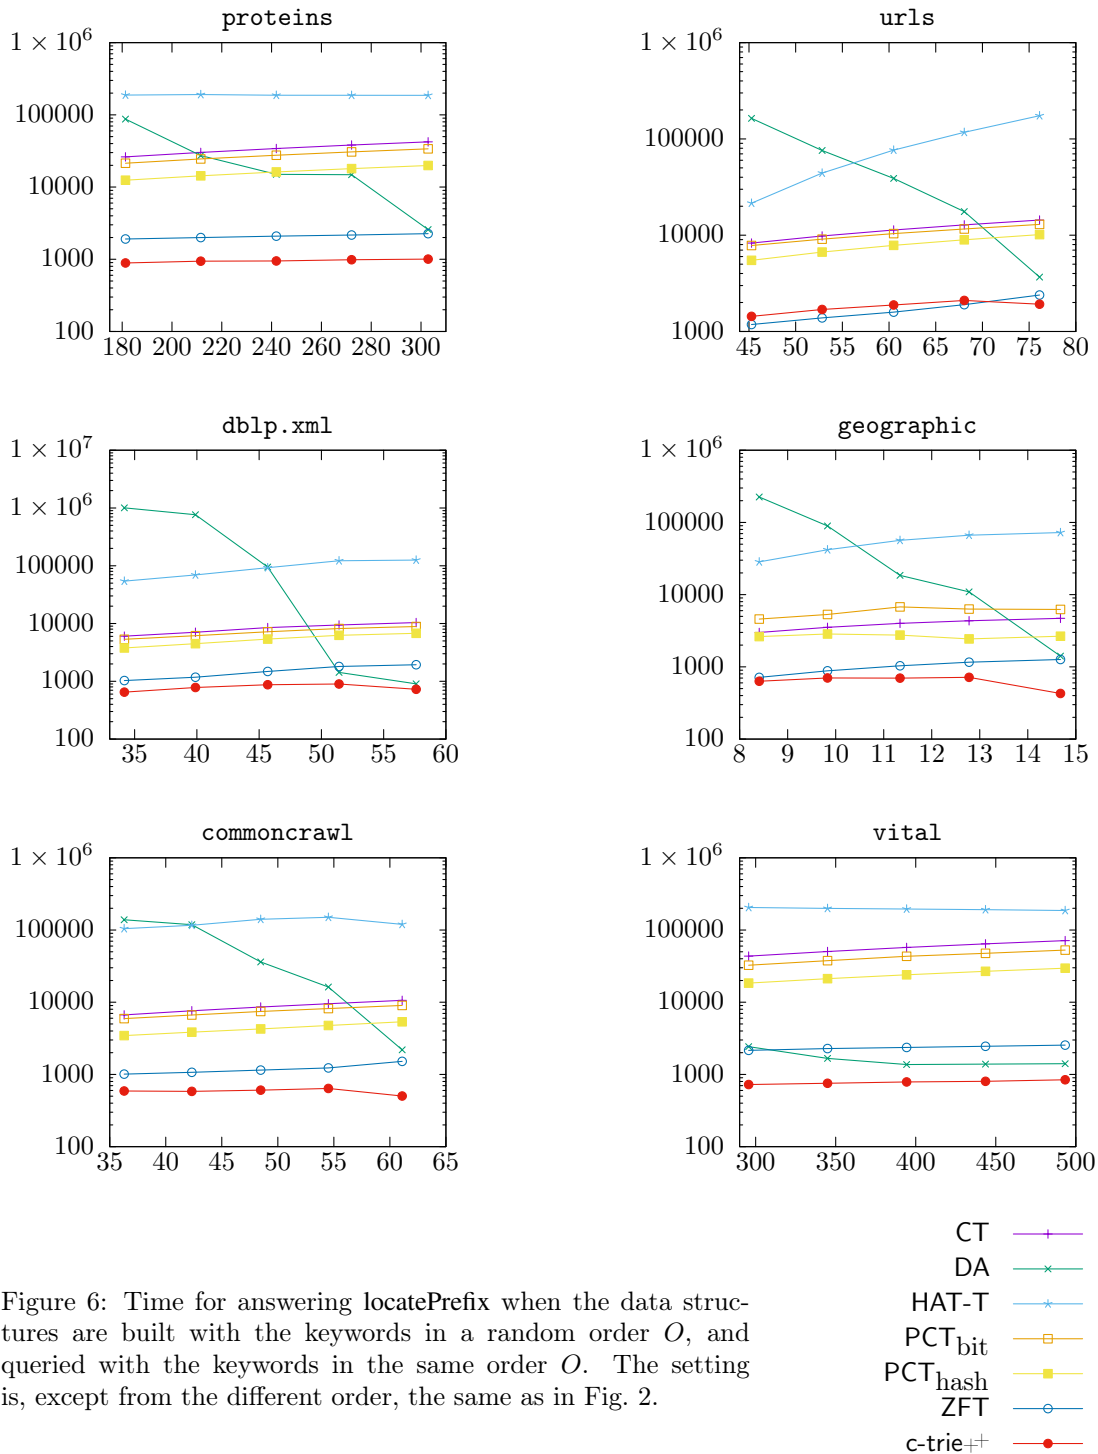 proteins
1 × 10^6
100000
10000
1000
100
180 200 220 240 260 280 300
urls
1 × 10^6
100000
10000
1000
45 50 55 60 65 70 75 80
dblp.xml
1 × 10^7
1 × 10^6
100000
10000
1000
100
35 40 45 50 55 60
geographic
1 × 10^6
100000
10000
1000
100
8 9 10 11 12 13 14 15
commoncrawl
1 × 10^6
100000
10000
1000
100
35 40 45 50 55 60 65
vital
1 × 10^6
100000
10000
1000
100
300 350 400 450 500
CT
DA
HAT-T
PCT_bit
PCT_hash
ZFT
c-trie++
Figure 6: Time for answering locatePrefix when the data struc-
tures are built with the keywords in a random order O, and
queried with the keywords in the same order O. The setting
is, except from the different order, the same as in Fig. 2.